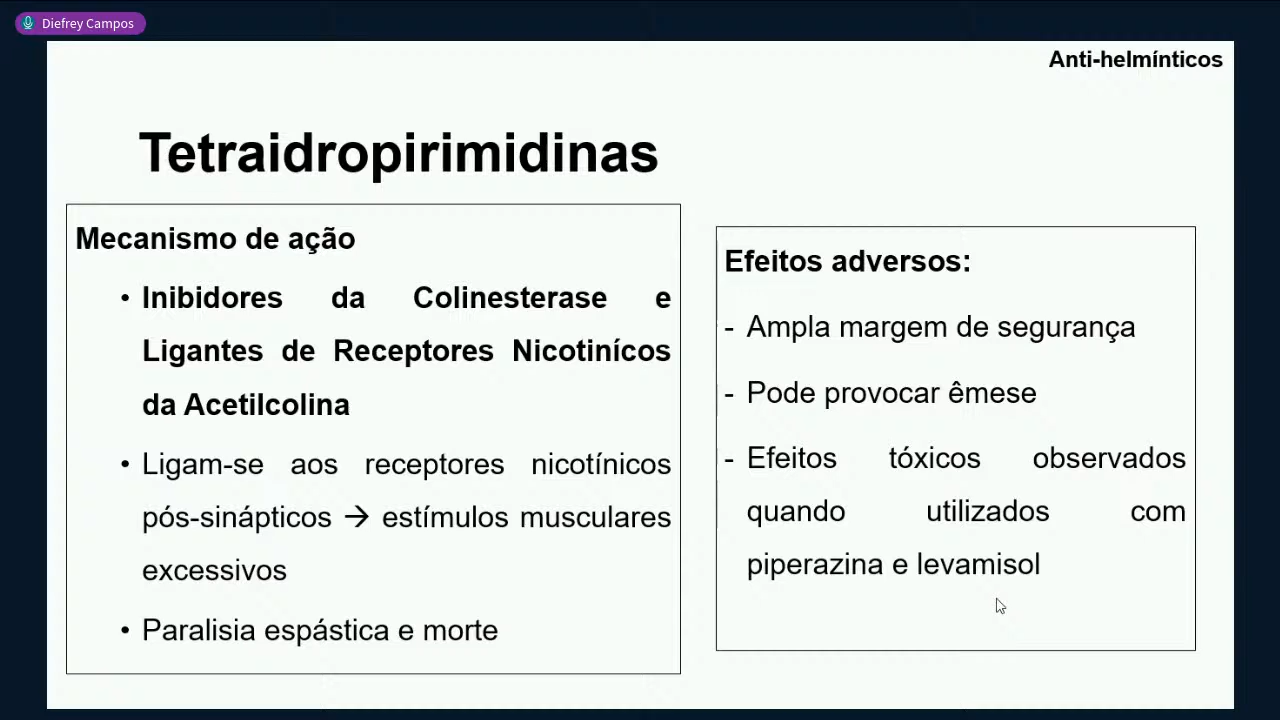 Diefrey Campos
Anti-helmínticos
Tetraidropirimidinas
Mecanismo de ação
• Inibidores da Colinesterase e
Ligantes de Receptores Nicotinícos
da Acetilcolina
• Ligam-se aos receptores nicotínicos
pós-sinápticos → estímulos musculares
excessivos
• Paralisia espástica e morte
Efeitos adversos:
- Ampla margem de segurança
- Pode provocar êmese
- Efeitos tóxicos observados
quando utilizados com
piperazina e levamisol